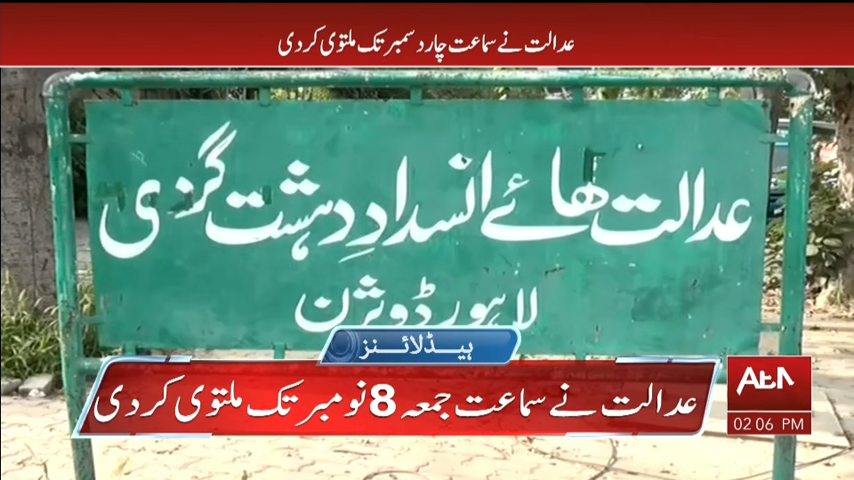 عدالت نے سماعت چار دسمبر تک ملتوی کردی
عدالت ھائے انسدادِ دہشت گردی
لاہور ڈویژن
ہیڈلائنز
عدالت نے سماعت جمعہ 8 نومبر تک ملتوی کردی
02:06 PM